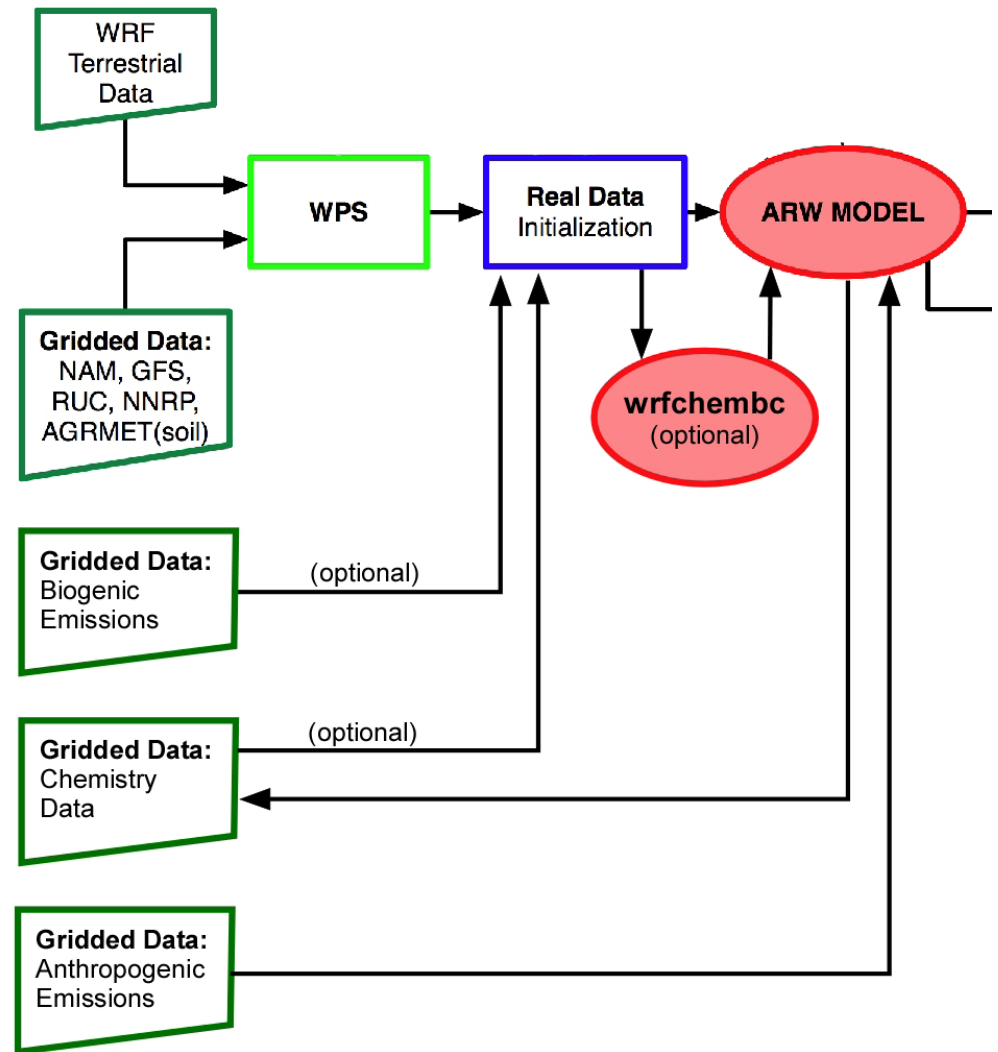 WRF
Terrestrial
Data
WPS
Real Data
Initialization
ARW MODEL
Gridded Data:
NAM, GFS,
RUC, NNRP,
AGRMET(soil)
wrfchembc
(optional)
Gridded Data:
Biogenic
Emissions
(optional)
Gridded Data:
Chemistry
Data
(optional)
Gridded Data:
Anthropogenic
Emissions